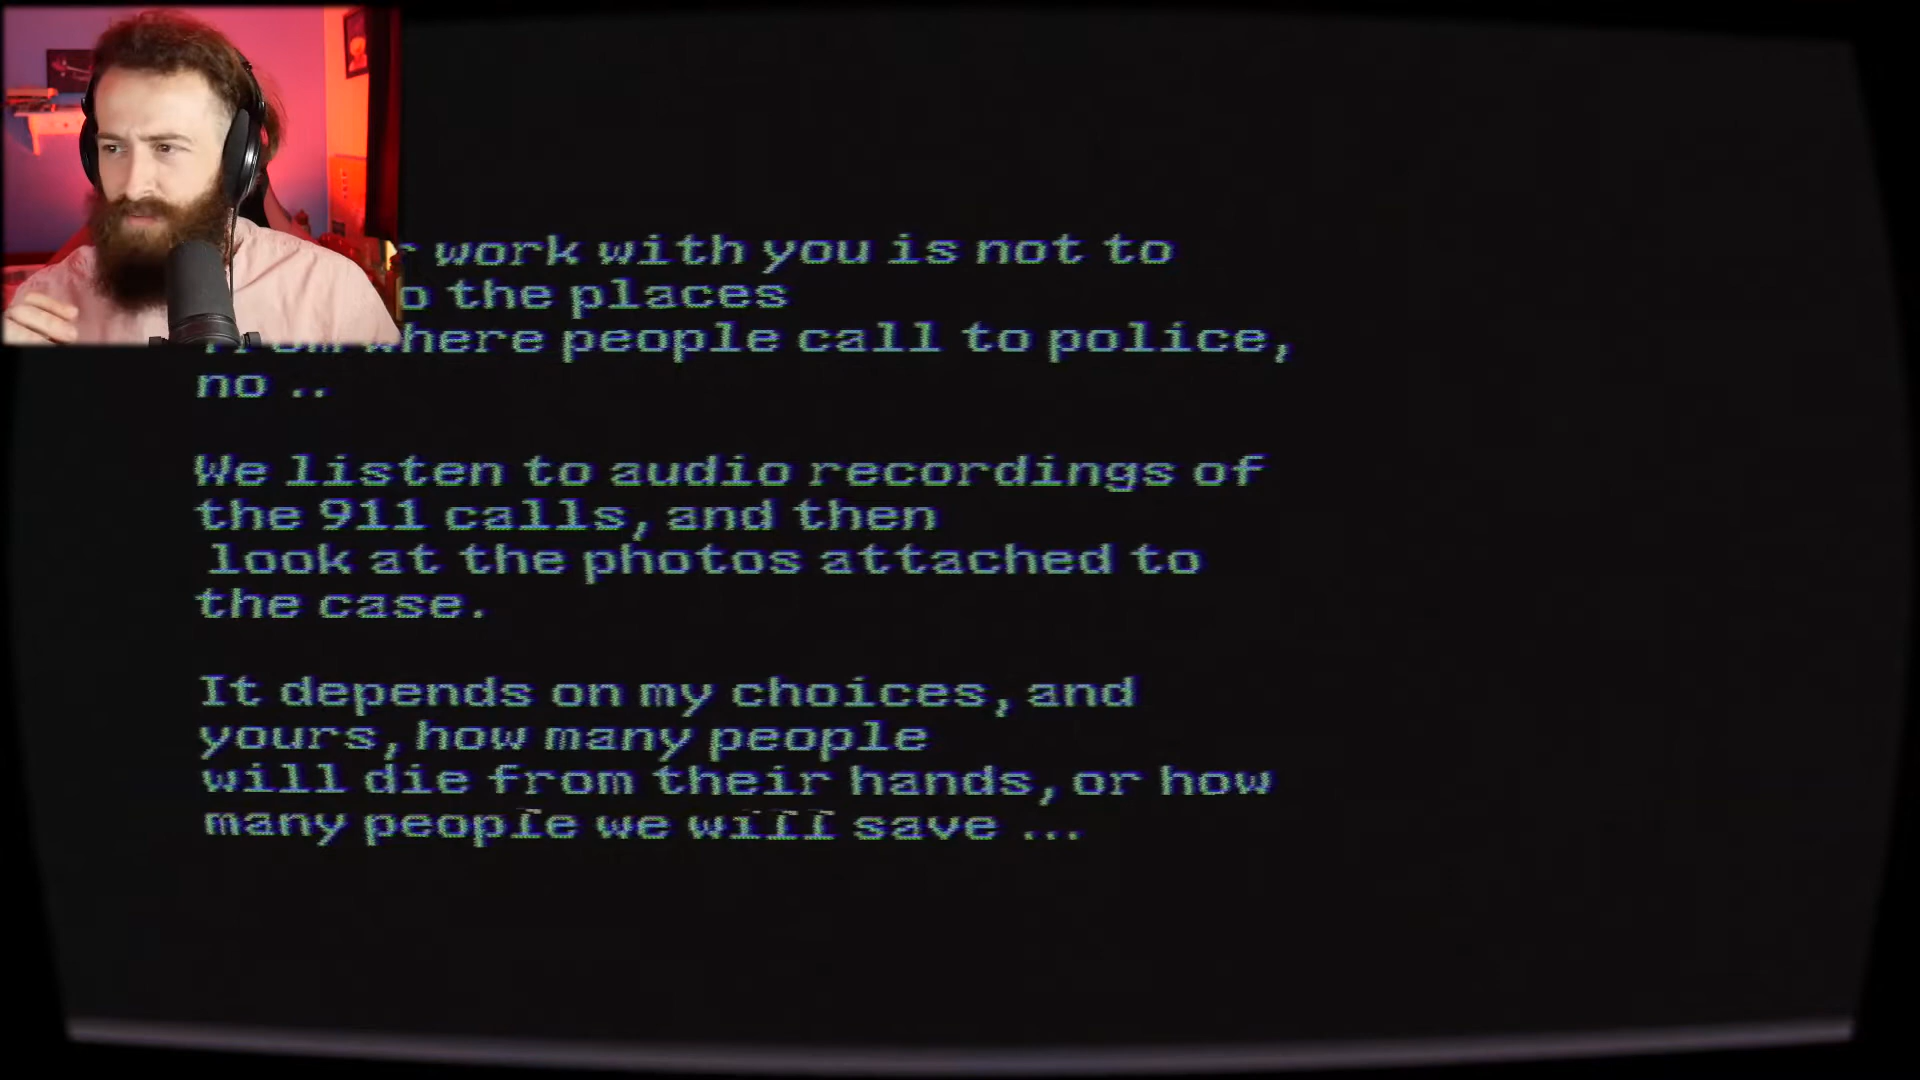 work with you is not to
the places
where people call to police,
no ..
We listen to audio recordings of
the 911 calls, and then
look at the photos attached to
the case.
It depends on my choices, and
yours, how many people
will die from their hands, or how
many people we will save ...